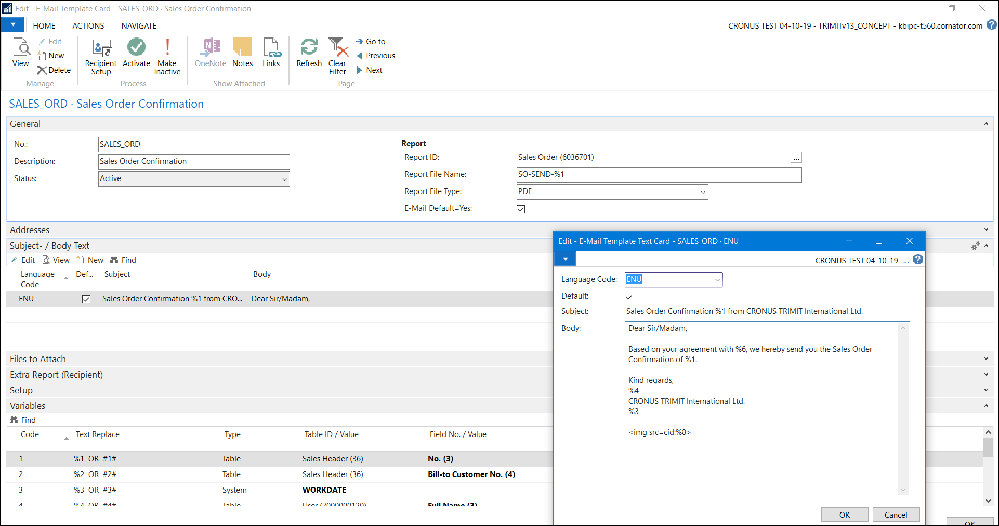 Edit - E-Mail Template Card - SALES_ORD · Sales Order Confirmation
HOME ACTIONS NAVIGATE
CRONUS TEST 04-10-19 - TRIMITv13_CONCEPT - kbipc-t560.cornator.com
View
Edit
New
Delete
Manage
Recipient Setup
Activate
Make Inactive
Process
OneNote
Notes
Links
Show Attached
Refresh
Clear Filter
Go to
Previous
Next
Page
SALES_ORD · Sales Order Confirmation
General
No.: SALES_ORD
Description: Sales Order Confirmation
Status: Active
Report
Report ID: Sales Order (6036701) ...
Report File Name: SO-SEND-%1
Report File Type: PDF
E-Mail Default=Yes:
Addresses
Subject- / Body Text
Edit View New Find
Language Code Def... Subject Body
ENU Sales Order Confirmation %1 from CRO... Dear Sir/Madam,
Files to Attach
Extra Report (Recipient)
Setup
Variables
Find
Code Text Replace Type Table ID / Value Field No. / Value
1 %1 OR #1# Table Sales Header (36) No. (3)
2 %2 OR #2# Table Sales Header (36) Bill-to Customer No. (4)
3 %3 OR #3# System WORKDATE
4 %4 OR #4# Table User (2000000120) Full Name (3)
Edit - E-Mail Template Text Card - SALES_ORD · ENU
CRONUS TEST 04-10-19 -...
Language Code: ENU
Default:
Subject: Sales Order Confirmation %1 from CRONUS TRIMIT International Ltd.
Body: Dear Sir/Madam,
Based on your agreement with %6, we hereby send you the Sales Order
Confirmation of %1.
Kind regards,
%4
CRONUS TRIMIT International Ltd.
%3
<img src=cid:%8>
OK Cancel
OK